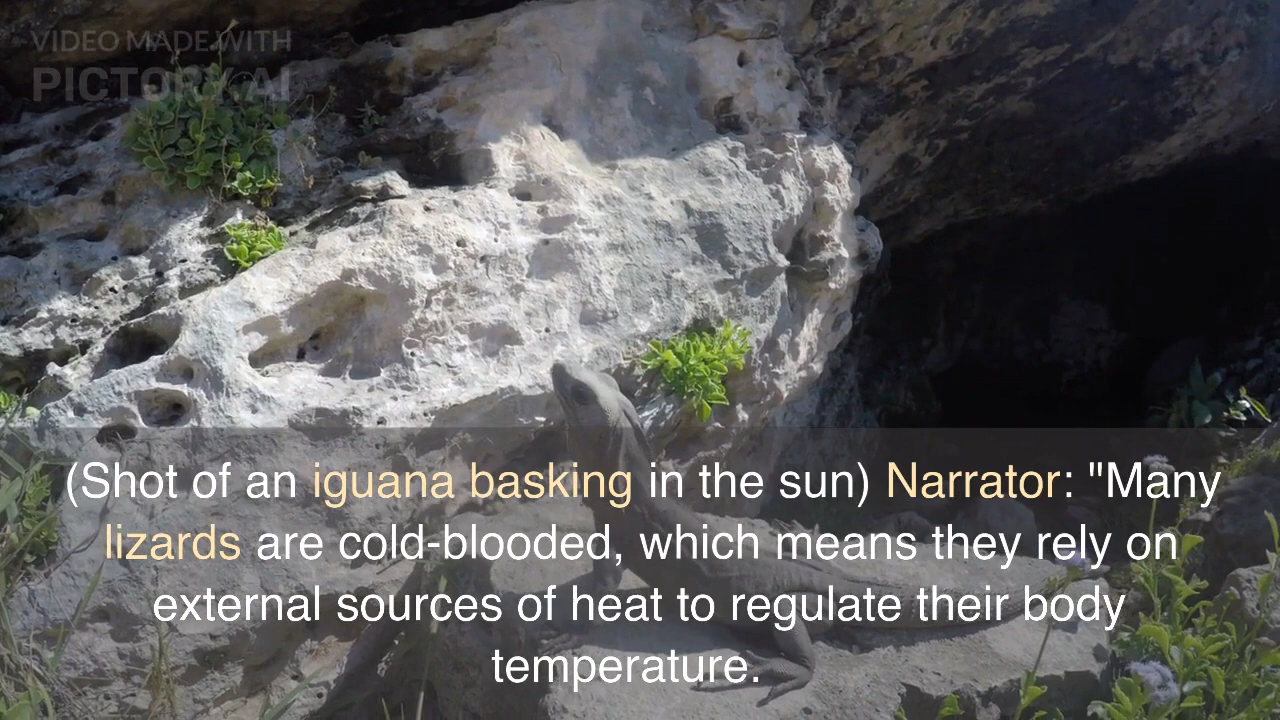 VIDEO MADE WITH
PICTORY.AI
(Shot of an iguana basking in the sun) Narrator: "Many
lizards are cold-blooded, which means they rely on
external sources of heat to regulate their body
temperature.